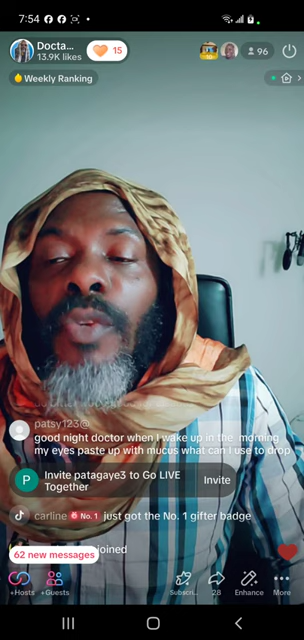 7:54
Docta...
13.9K likes
15
30
96
Weekly Ranking
patsy123@
good night doctor when I wake up in the morning
my eyes paste up with mucus what can I use to drop
P
Invite patagaye3 to Go LIVE
Together
Invite
carline No. 1 just got the No. 1 gifter badge
62 new messages
joined
+Hosts
+Guests
Subscri...
28
Enhance
More